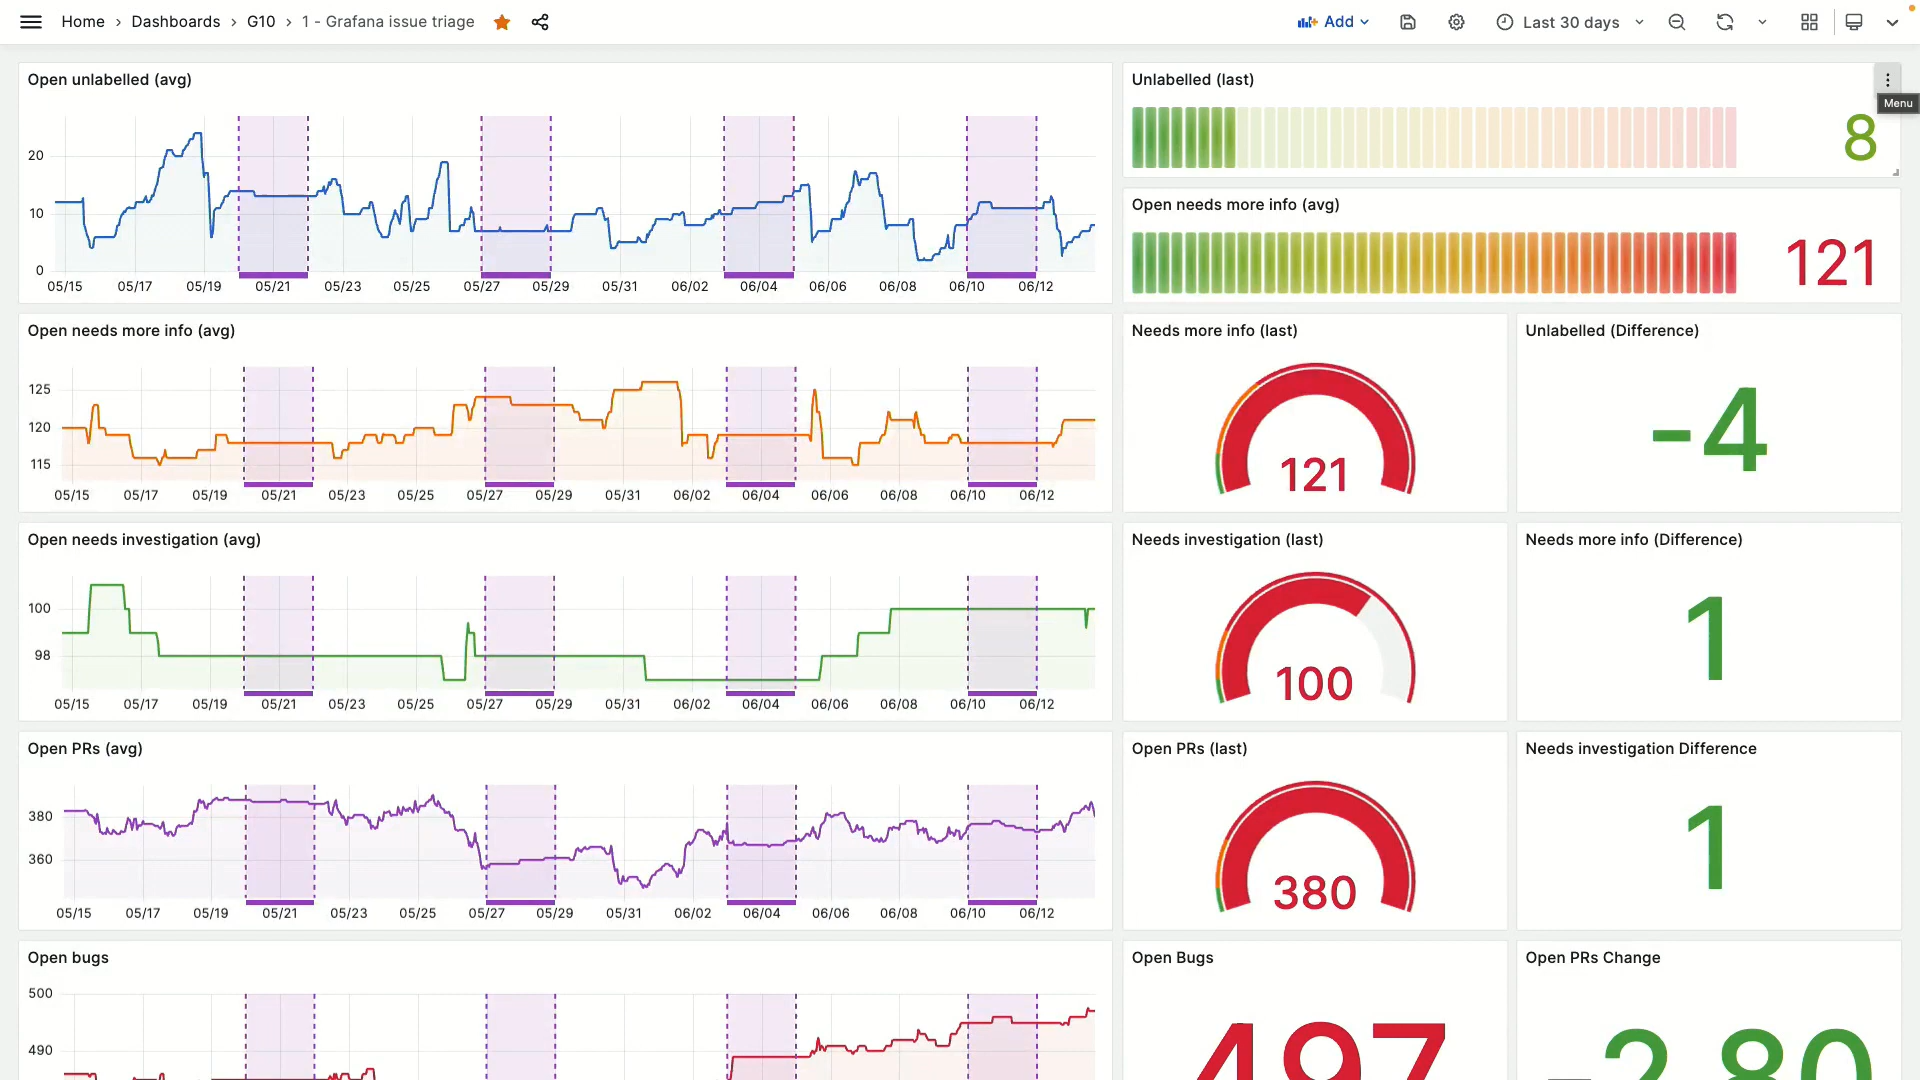 Home › Dashboards › G10 › 1 - Grafana issue triage
Add
Last 30 days
Open unlabelled (avg)
20
10
0
05/15 05/17 05/19 05/21 05/23 05/25 05/27 05/29 05/31 06/02 06/04 06/06 06/08 06/10 06/12
Unlabelled (last)
Menu
8
Open needs more info (avg)
121
Open needs more info (avg)
125
120
115
05/15 05/17 05/19 05/21 05/23 05/25 05/27 05/29 05/31 06/02 06/04 06/06 06/08 06/10 06/12
Needs more info (last)
121
Unlabelled (Difference)
-4
Open needs investigation (avg)
100
98
05/15 05/17 05/19 05/21 05/23 05/25 05/27 05/29 05/31 06/02 06/04 06/06 06/08 06/10 06/12
Needs investigation (last)
100
Needs more info (Difference)
1
Open PRs (avg)
380
360
05/15 05/17 05/19 05/21 05/23 05/25 05/27 05/29 05/31 06/02 06/04 06/06 06/08 06/10 06/12
Open PRs (last)
380
Needs investigation Difference
1
Open bugs
500
490
Open Bugs
497
Open PRs Change
-2.80